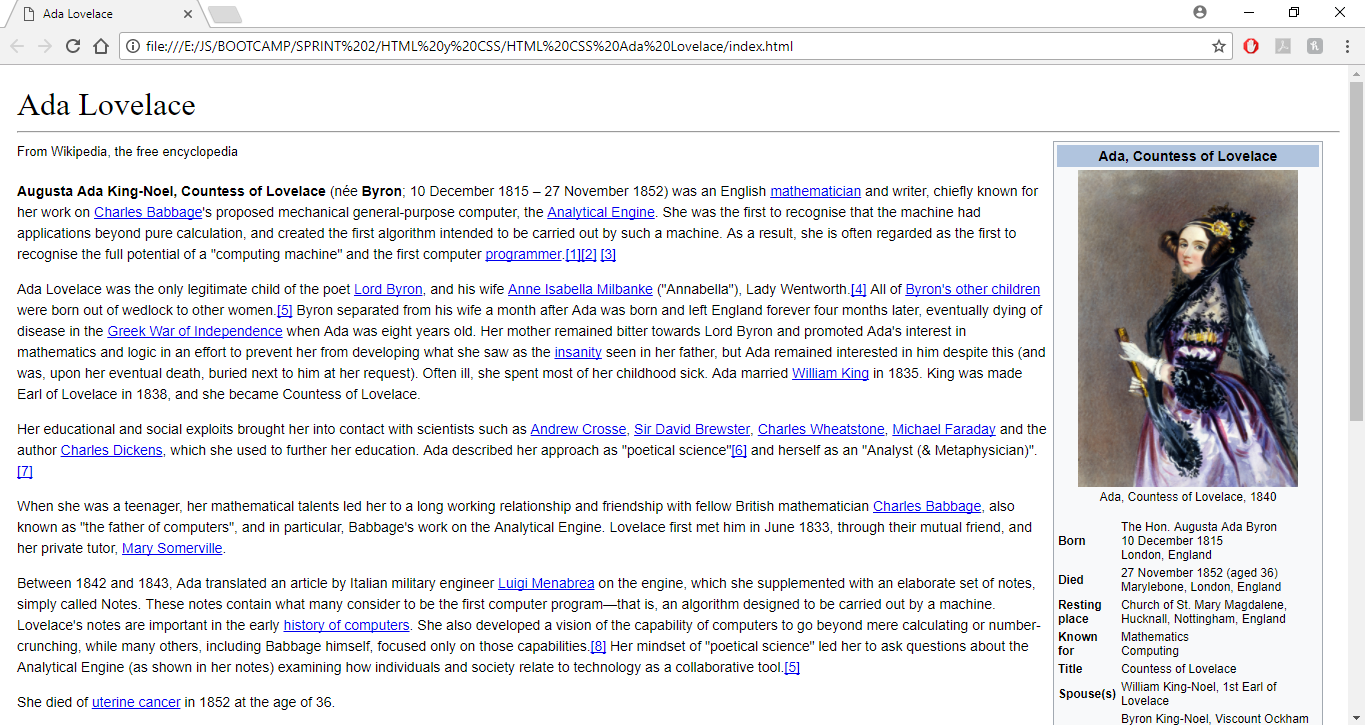 Ada Lovelace
file:///E:/JS/BOOTCAMP/SPRINT%202/HTML%20y%20CSS/HTML%20CSS%20Ada%20Lovelace/index.html
Ada Lovelace
From Wikipedia, the free encyclopedia
Augusta Ada King-Noel, Countess of Lovelace (née Byron; 10 December 1815 – 27 November 1852) was an English mathematician and writer, chiefly known for
her work on Charles Babbage's proposed mechanical general-purpose computer, the Analytical Engine. She was the first to recognise that the machine had
applications beyond pure calculation, and created the first algorithm intended to be carried out by such a machine. As a result, she is often regarded as the first to
recognise the full potential of a "computing machine" and the first computer programmer.[1][2] [3]
Ada Lovelace was the only legitimate child of the poet Lord Byron, and his wife Anne Isabella Milbanke ("Annabella"), Lady Wentworth.[4] All of Byron's other children
were born out of wedlock to other women.[5] Byron separated from his wife a month after Ada was born and left England forever four months later, eventually dying of
disease in the Greek War of Independence when Ada was eight years old. Her mother remained bitter towards Lord Byron and promoted Ada's interest in
mathematics and logic in an effort to prevent her from developing what she saw as the insanity seen in her father, but Ada remained interested in him despite this (and
was, upon her eventual death, buried next to him at her request). Often ill, she spent most of her childhood sick. Ada married William King in 1835. King was made
Earl of Lovelace in 1838, and she became Countess of Lovelace.
Her educational and social exploits brought her into contact with scientists such as Andrew Crosse, Sir David Brewster, Charles Wheatstone, Michael Faraday and the
author Charles Dickens, which she used to further her education. Ada described her approach as "poetical science"[6] and herself as an "Analyst (& Metaphysician)".
[7]
When she was a teenager, her mathematical talents led her to a long working relationship and friendship with fellow British mathematician Charles Babbage, also
known as "the father of computers", and in particular, Babbage's work on the Analytical Engine. Lovelace first met him in June 1833, through their mutual friend, and
her private tutor, Mary Somerville.
Between 1842 and 1843, Ada translated an article by Italian military engineer Luigi Menabrea on the engine, which she supplemented with an elaborate set of notes,
simply called Notes. These notes contain what many consider to be the first computer program—that is, an algorithm designed to be carried out by a machine.
Lovelace's notes are important in the early history of computers. She also developed a vision of the capability of computers to go beyond mere calculating or number-
crunching, while many others, including Babbage himself, focused only on those capabilities.[8] Her mindset of "poetical science" led her to ask questions about the
Analytical Engine (as shown in her notes) examining how individuals and society relate to technology as a collaborative tool.[5]
She died of uterine cancer in 1852 at the age of 36.
Ada, Countess of Lovelace
Ada, Countess of Lovelace, 1840
Born
The Hon. Augusta Ada Byron
10 December 1815
London, England
Died
27 November 1852 (aged 36)
Marylebone, London, England
Resting
place
Church of St. Mary Magdalene,
Hucknall, Nottingham, England
Known
for
Mathematics
Computing
Title
Countess of Lovelace
Spouse(s)
William King-Noel, 1st Earl of
Lovelace
Byron King-Noel, Viscount Ockham